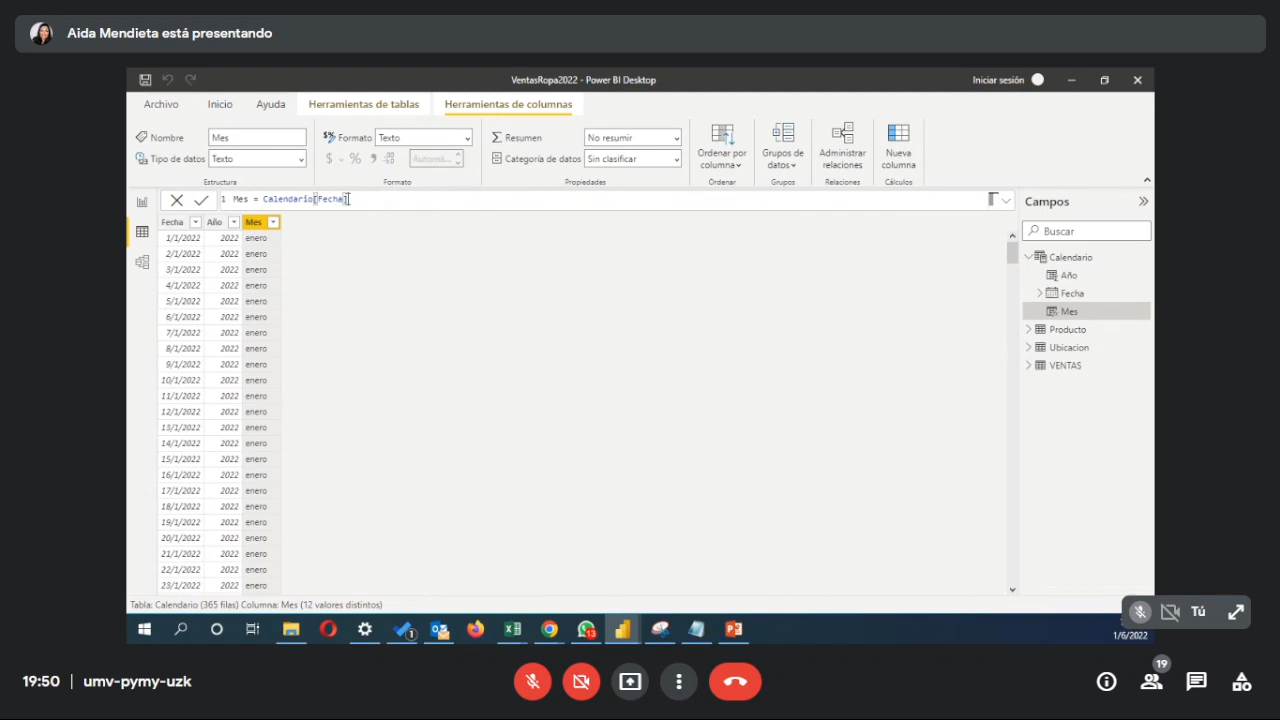 Aida Mendieta está presentando
VentasRopa2022 - Power BI Desktop
Iniciar sesión
Archivo Inicio Ayuda Herramientas de tablas Herramientas de columnas
Nombre Mes
Tipo de datos Texto
Estructura
$% Formato Texto
$ % 9 Automá...
Formato
Resumen No resumir
Categoría de datos Sin clasificar
Propiedades
Ordenar por columna
Ordenar
Grupos de datos
Grupos
Administrar relaciones
Relaciones
Nueva columna
Cálculos
1 Mes = Calendario[Fecha]
Fecha Año Mes
1/1/2022 2022 enero
2/1/2022 2022 enero
3/1/2022 2022 enero
4/1/2022 2022 enero
5/1/2022 2022 enero
6/1/2022 2022 enero
7/1/2022 2022 enero
8/1/2022 2022 enero
9/1/2022 2022 enero
10/1/2022 2022 enero
11/1/2022 2022 enero
12/1/2022 2022 enero
13/1/2022 2022 enero
14/1/2022 2022 enero
15/1/2022 2022 enero
16/1/2022 2022 enero
17/1/2022 2022 enero
18/1/2022 2022 enero
19/1/2022 2022 enero
20/1/2022 2022 enero
21/1/2022 2022 enero
22/1/2022 2022 enero
23/1/2022 2022 enero
Campos
Buscar
Calendario
Año
Fecha
Mes
Producto
Ubicacion
VENTAS
Tabla: Calendario (365 filas) Columna: Mes (12 valores distintos)
Tú
1
13
1/6/2022
19:50 | umv-pymy-uzk
19